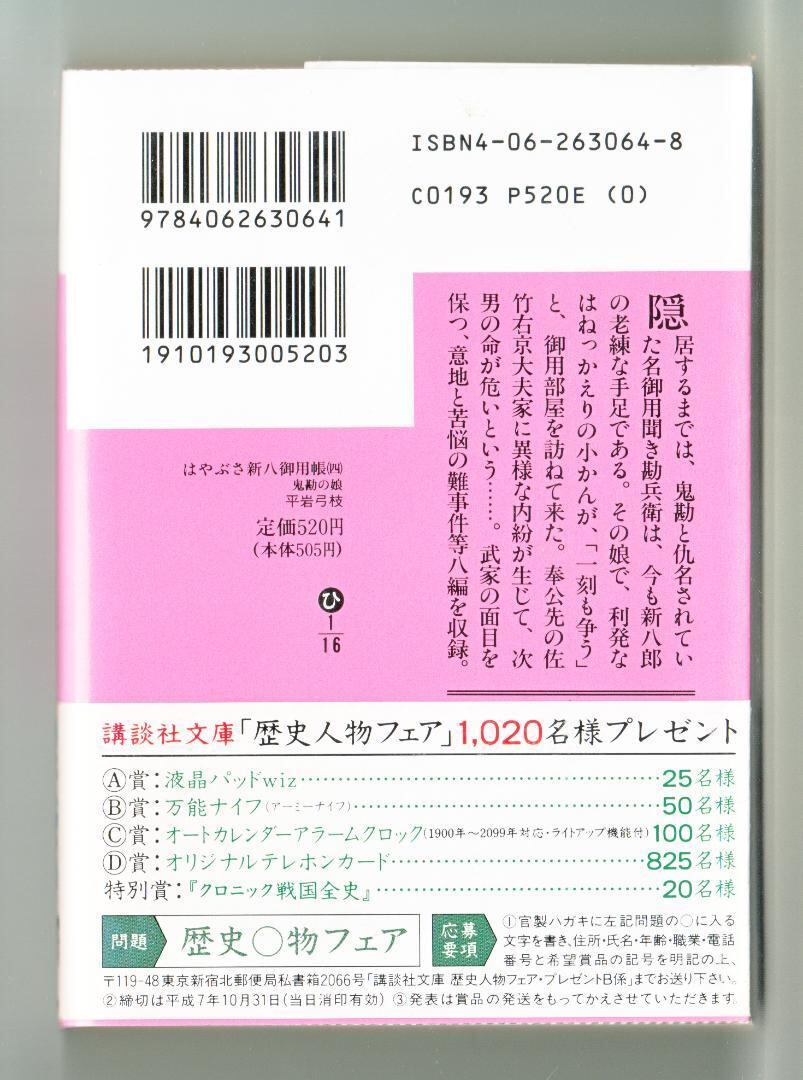 9784062630641
ISBN4-06-263064-8
C0193 P520E (0)
1910193005203
隠居するまでは、鬼勘と仇名されてい
た名御用聞き勘兵衛は、今も新八郎
の老練な手足である。その娘で、利発な
はねっかえりの小かんが、「一刻も争う」
と、御用部屋を訪ねて来た。奉公先の佐
竹右京大夫家に異様な内紛が生じて、次
男の命が危いという……。武家の面目を
保つ、意地と苦悩の難事件等八編を収録。
はやぶさ新八御用帳(四)
鬼勘の娘
平岩弓枝
定価520円
(本体505円)
ひ
1
16
講談社文庫「歴史人物フェア」1,020名様プレゼント
Ⓐ賞:液晶パッドwiz……………………………25名様
Ⓑ賞:万能ナイフ(アーミーナイフ)……………………………50名様
Ⓒ賞:オートカレンダーアラームクロック(1900年〜2099年対応・ライトアップ機能付)100名様
Ⓓ賞:オリジナルテレホンカード……………………………825名様
特別賞:『クロニック戦国全史』……………………………20名様
問題 歴史○物フェア
応募要項 ①官製ハガキに左記問題の○に入る
文字を書き、住所・氏名・年齢・職業・電話
番号と希望賞品の記号を明記の上、
〒119-48東京新宿北郵便局私書箱2066号「講談社文庫 歴史人物フェア・プレゼントB係」までお送り下さい。
②締切は平成7年10月31日(当日消印有効) ③発表は賞品の発送をもってかえさせていただきます。